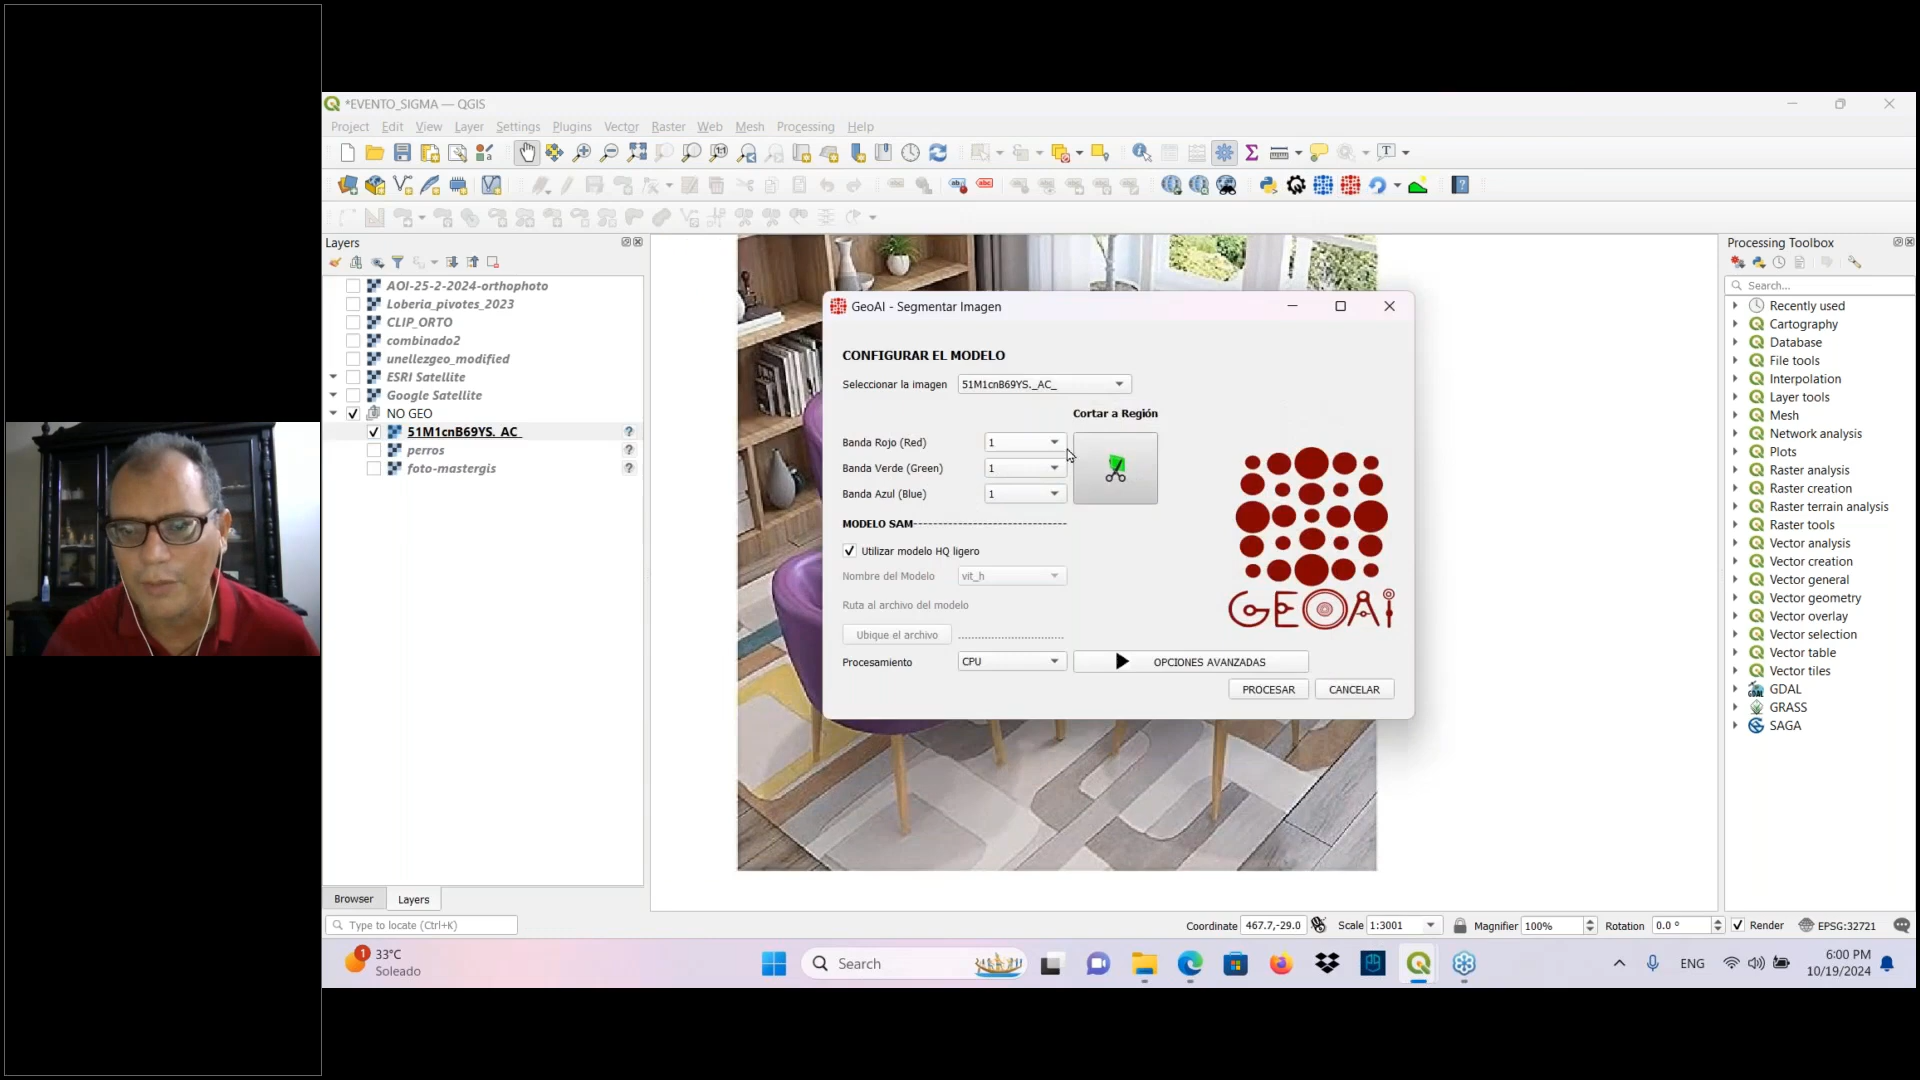 *EVENTO_SIGMA — QGIS
Project Edit View Layer Settings Plugins Vector Raster Web Mesh Processing Help
Layers
AOI-25-2-2024-orthophoto
Loberia_pivotes_2023
CLIP_ORTO
combinado2
unellezgeo_modified
ESRI Satellite
Google Satellite
NO GEO
51M1cnB69YS._AC_
perros
foto-mastergis
Browser Layers
Type to locate (Ctrl+K)
GeoAI - Segmentar Imagen
CONFIGURAR EL MODELO
Seleccionar la imagen 51M1cnB69YS._AC_
Cortar a Región
Banda Rojo (Red) 1
Banda Verde (Green) 1
Banda Azul (Blue) 1
MODELO SAM
Utilizar modelo HQ ligero
Nombre del Modelo vit_h
Ruta al archivo del modelo
Ubique el archivo
Procesamiento CPU
OPCIONES AVANZADAS
PROCESAR CANCELAR
GEOAI
Processing Toolbox
Search...
Recently used
Cartography
Database
File tools
Interpolation
Layer tools
Mesh
Network analysis
Plots
Raster analysis
Raster creation
Raster terrain analysis
Raster tools
Vector analysis
Vector creation
Vector general
Vector geometry
Vector overlay
Vector selection
Vector table
Vector tiles
GDAL
GRASS
SAGA
Coordinate 467.7,-29.0 Scale 1:3001 Magnifier 100% Rotation 0.0 ° Render EPSG:32721
1
33°C
Soleado
Search
ENG
6:00 PM
10/19/2024